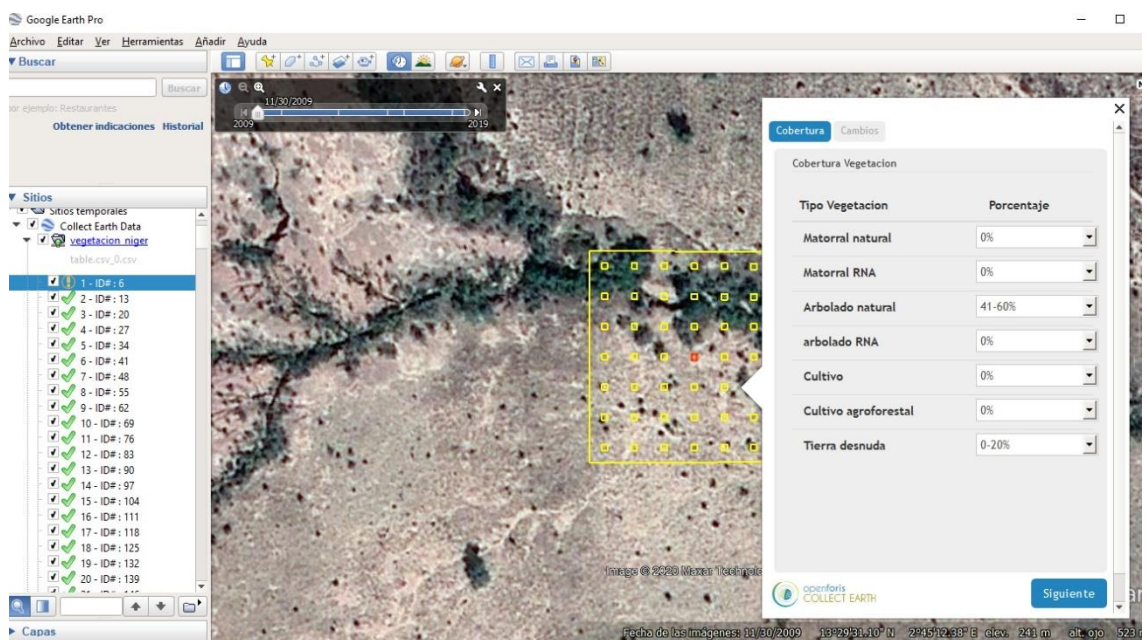 Google Earth Pro
Archivo Editar Ver Herramientas Añadir Ayuda
Buscar
Buscar
ejemplo: Restaurantes
Obtener indicaciones Historial
Sitios
Sitios temporales
Collect Earth Data
vegetacion_niger
table.csv_0.csv
1 - ID# : 6
2 - ID# : 13
3 - ID# : 20
4 - ID# : 27
5 - ID# : 34
6 - ID# : 41
7 - ID# : 48
8 - ID# : 55
9 - ID# : 62
10 - ID# : 69
11 - ID# : 76
12 - ID# : 83
13 - ID# : 90
14 - ID# : 97
15 - ID# : 104
16 - ID# : 111
17 - ID# : 118
18 - ID# : 125
19 - ID# : 132
20 - ID# : 139
Capas
11/30/2009
2009 2019
Cobertura Cambios
Cobertura Vegetacion
Tipo Vegetacion Porcentaje
Matorral natural 0%
Matorral RNA 0%
Arbolado natural 41-60%
arbolado RNA 0%
Cultivo 0%
Cultivo agroforestal 0%
Tierra desnuda 0-20%
openforis
COLLECT EARTH
Siguiente
Image © 2020 Maxar
Fecha de las imágenes: 11/30/2009 13°29'31.10" N 2°45'12.38" E elev. 241 m alt. ojo 523